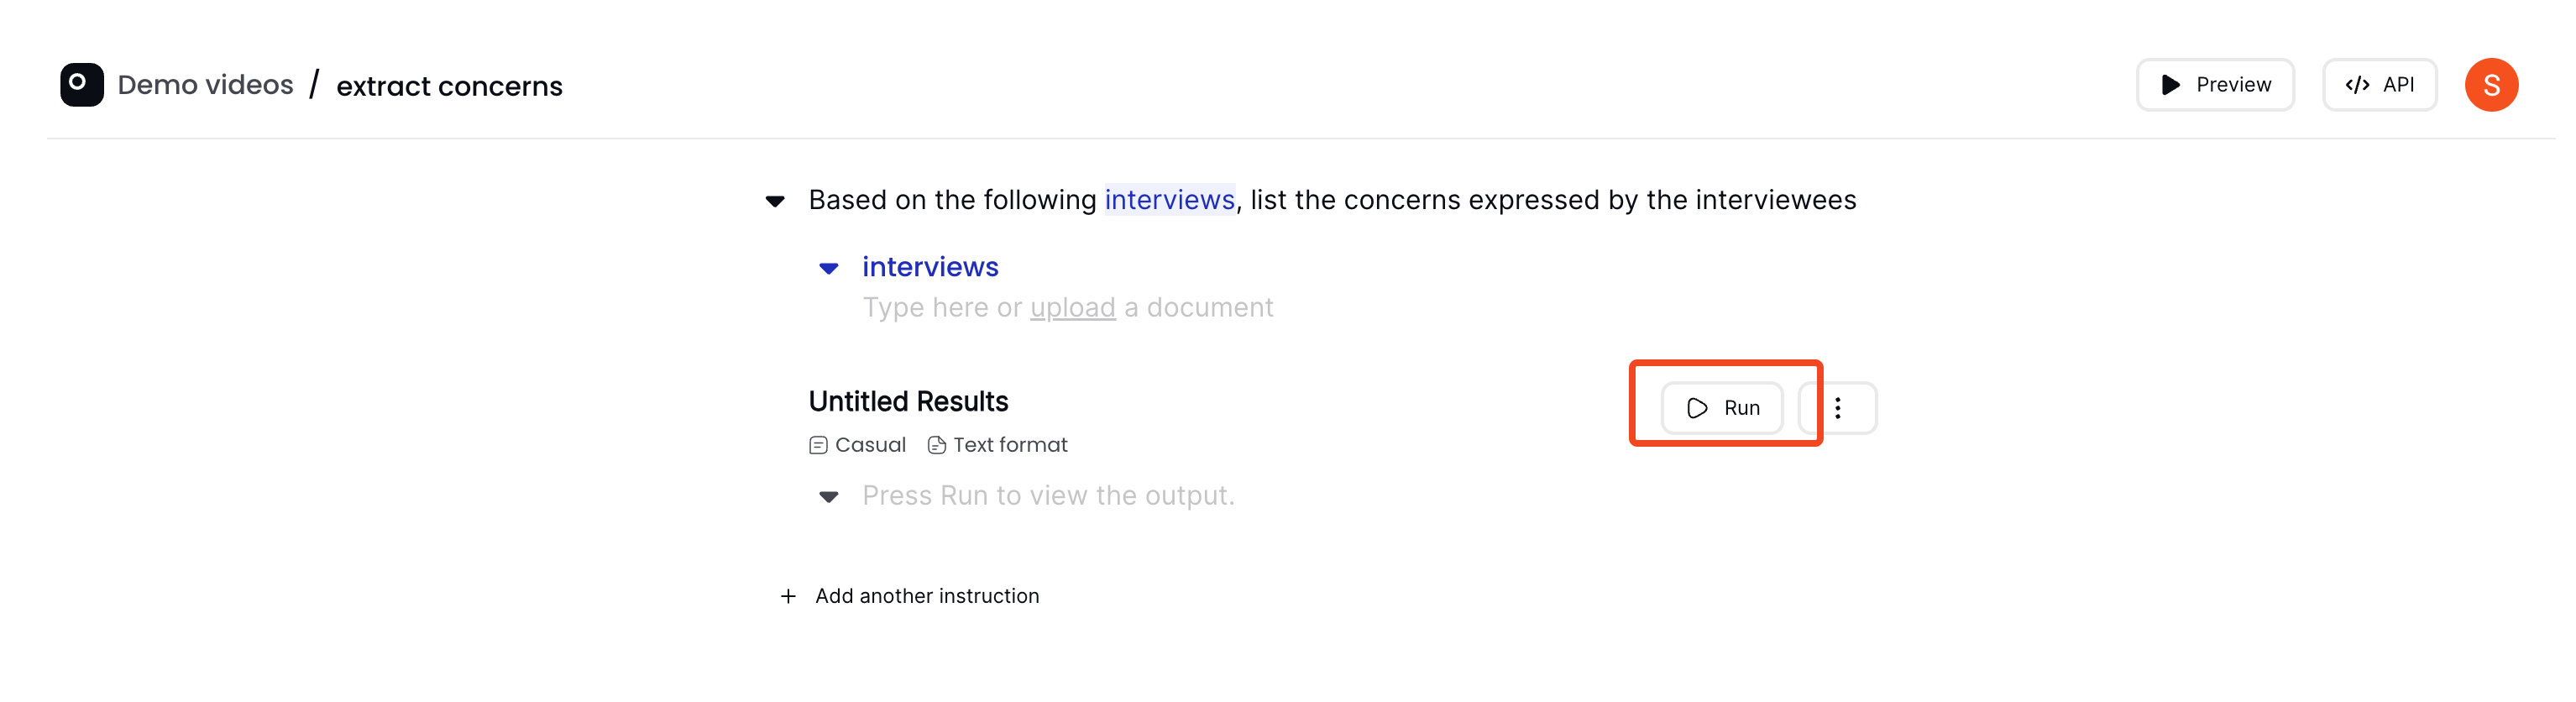 Demo videos / extract concerns
Preview
API
S
Based on the following interviews, list the concerns expressed by the interviewees
interviews
Type here or upload a document
Untitled Results
Run
Casual
Text format
Press Run to view the output.
+ Add another instruction